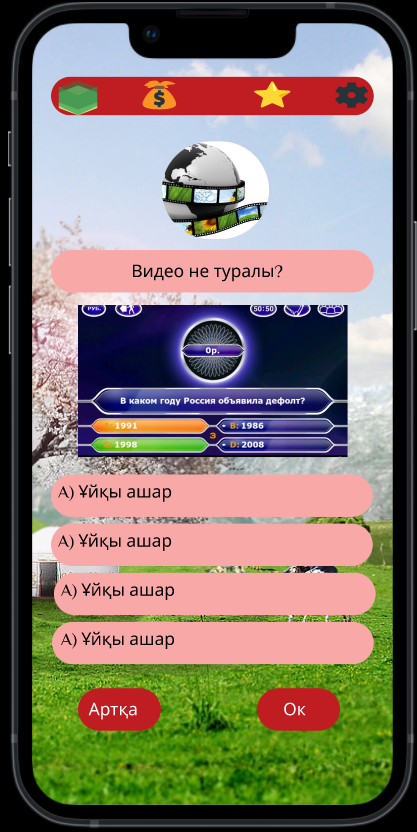 Видео не туралы?
РУБ.
50:50
0р.
В каком году Россия объявила дефолт?
1991
B: 1986
3
1998
D: 2008
А) Ұйқы ашар
А) Ұйқы ашар
А) Ұйқы ашар
А) Ұйқы ашар
Артқа
Ок